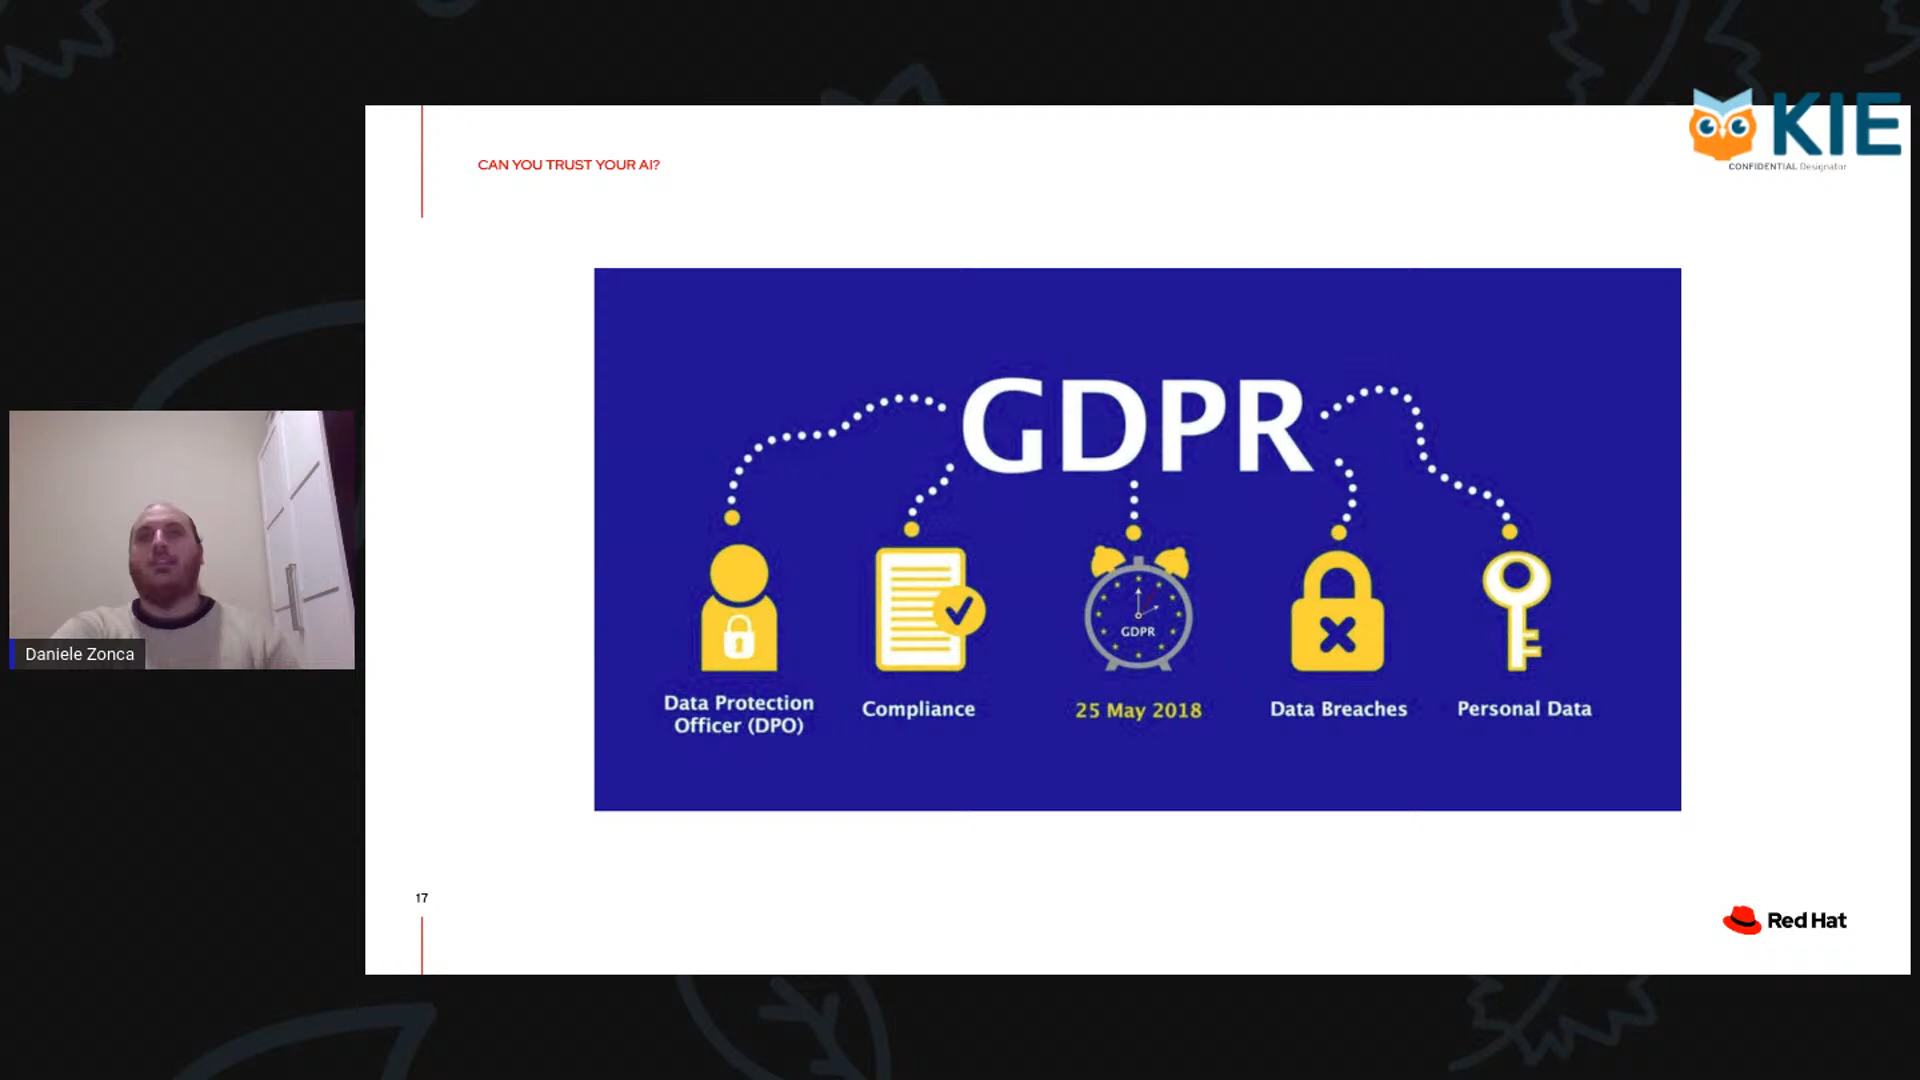 KIE
CONFIDENTIAL Designator
CAN YOU TRUST YOUR AI?
GDPR
GDPR
Data Protection
Officer (DPO)
Compliance
25 May 2018
Data Breaches
Personal Data
Daniele Zonca
17
Red Hat